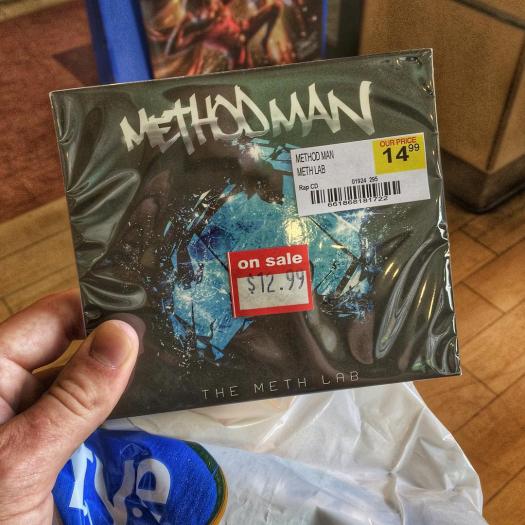 METHOD MAN
OUR PRICE
14 99
METHOD MAN
METH LAB
Rap CD
01924 295
661868181722
on sale
$12.99
THE METH LAB